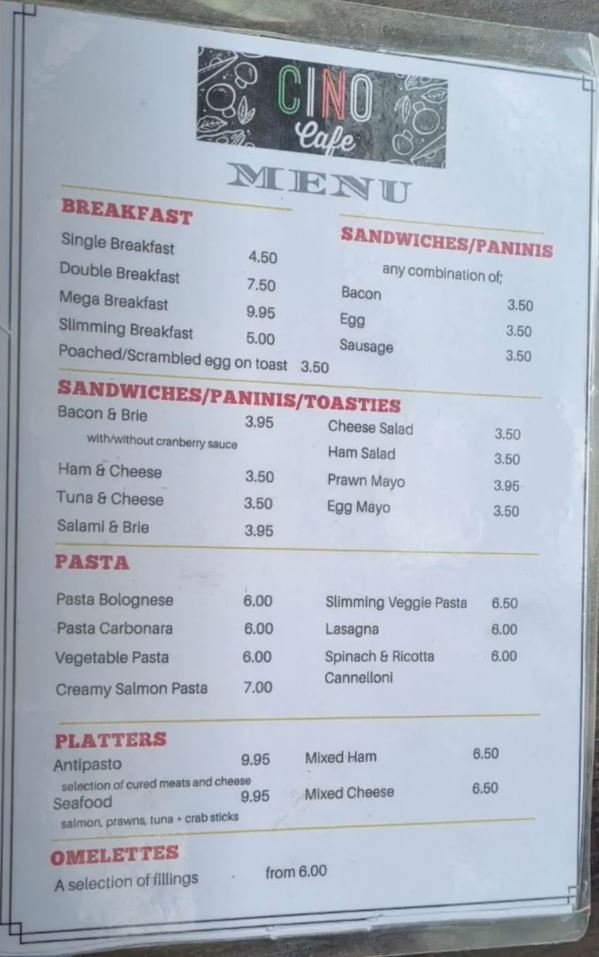 CINO
Cafe
MENU
BREAKFAST
Single Breakfast 4.50
Double Breakfast 7.50
Mega Breakfast 9.95
Slimming Breakfast 5.00
Poached/Scrambled egg on toast 3.50
SANDWICHES/PANINIS
any combination of;
Bacon 3.50
Egg 3.50
Sausage 3.50
SANDWICHES/PANINIS/TOASTIES
Bacon & Brie 3.95
with/without cranberry sauce
Ham & Cheese 3.50
Tuna & Cheese 3.50
Salami & Brie 3.95
Cheese Salad 3.50
Ham Salad 3.50
Prawn Mayo 3.95
Egg Mayo 3.50
PASTA
Pasta Bolognese 6.00
Pasta Carbonara 6.00
Vegetable Pasta 6.00
Creamy Salmon Pasta 7.00
Slimming Veggie Pasta 6.50
Lasagna 6.00
Spinach & Ricotta 6.00
Cannelloni
PLATTERS
Antipasto 9.95
selection of cured meats and cheese
Seafood 9.95
salmon, prawns, tuna + crab sticks
Mixed Ham 6.50
Mixed Cheese 6.50
OMELETTES
A selection of fillings from 6.00